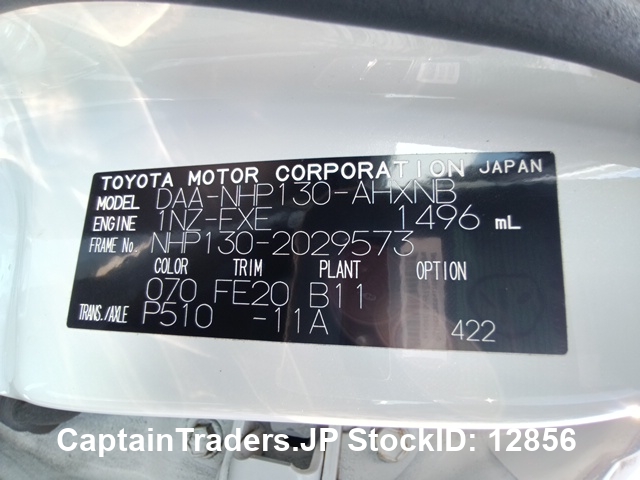 TOYOTA MOTOR CORPORATION JAPAN
MODEL DAA-NHP130-AHXNB
ENGINE 1NZ-EXE 1496 mL
FRAME No. NHP130-2029573
COLOR TRIM PLANT OPTION
070 FE20 B11
TRANS./AXLE P510 -11A
422
CaptainTraders.JP StockID: 12856